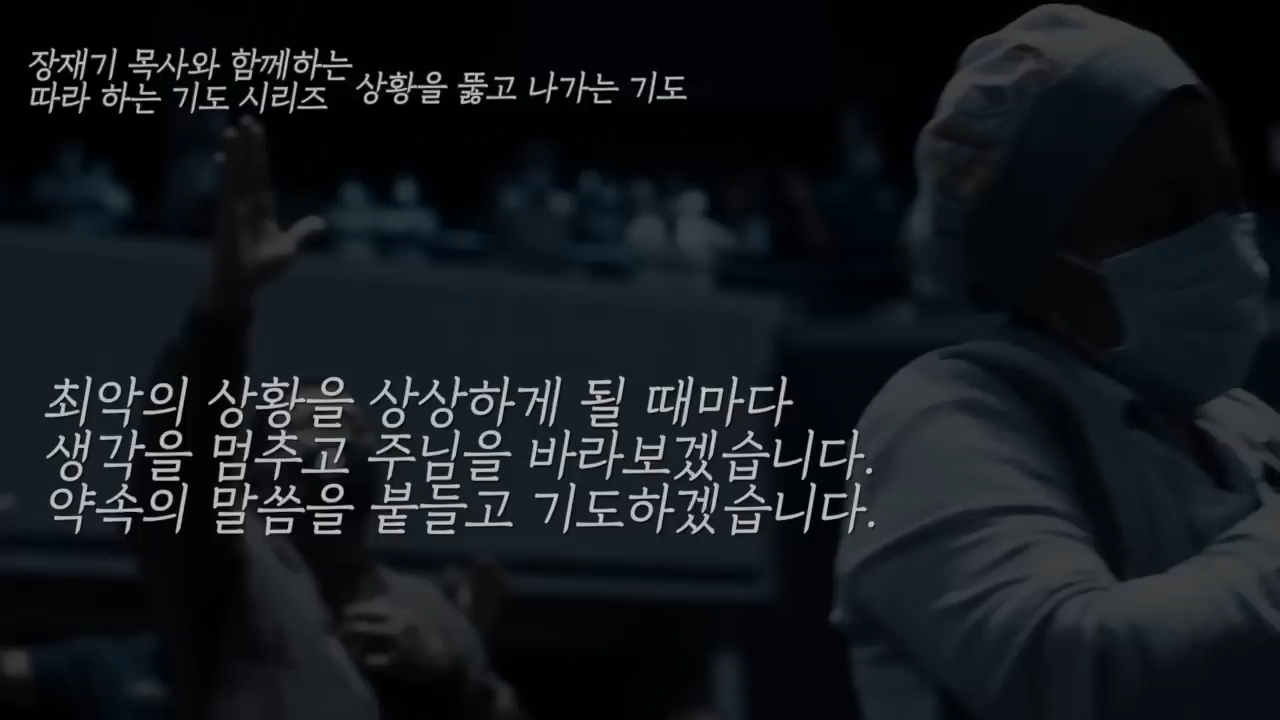 장재기 목사와 함께하는
따라 하는 기도 시리즈
상황을 뚫고 나가는 기도
최악의 상황을 상상하게 될 때마다
생각을 멈추고 주님을 바라보겠습니다.
약속의 말씀을 붙들고 기도하겠습니다.